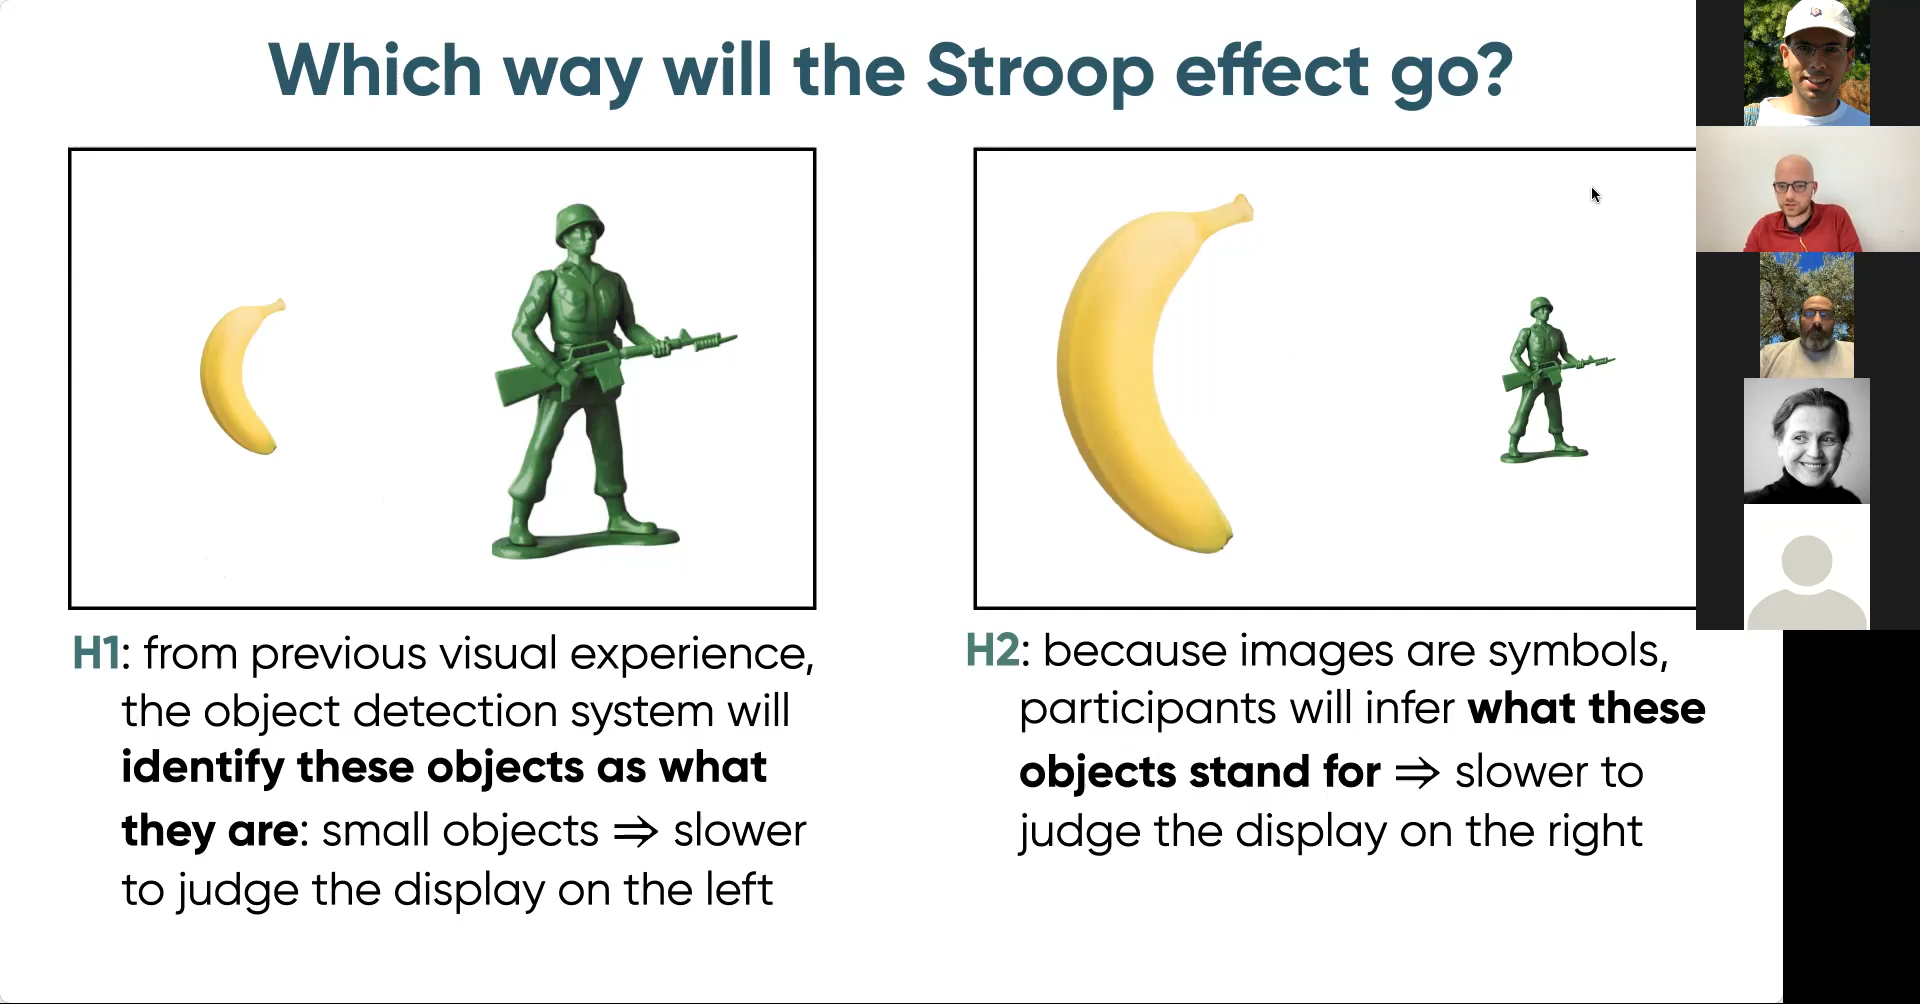 Which way will the Stroop effect go?
H1: from previous visual experience,
the object detection system will
identify these objects as what
they are: small objects ⇒ slower
to judge the display on the left
H2: because images are symbols,
participants will infer what these
objects stand for ⇒ slower to
judge the display on the right